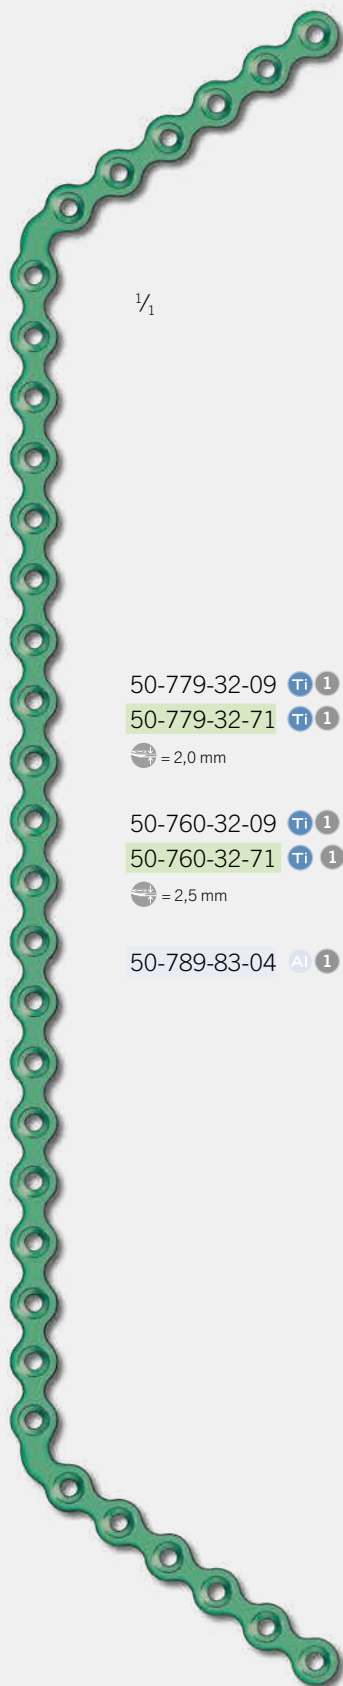 1/1
50-779-32-09 Ti 1
50-779-32-71 Ti 1
= 2,0 mm
50-760-32-09 Ti 1
50-760-32-71 Ti 1
= 2,5 mm
50-789-83-04 Al 1